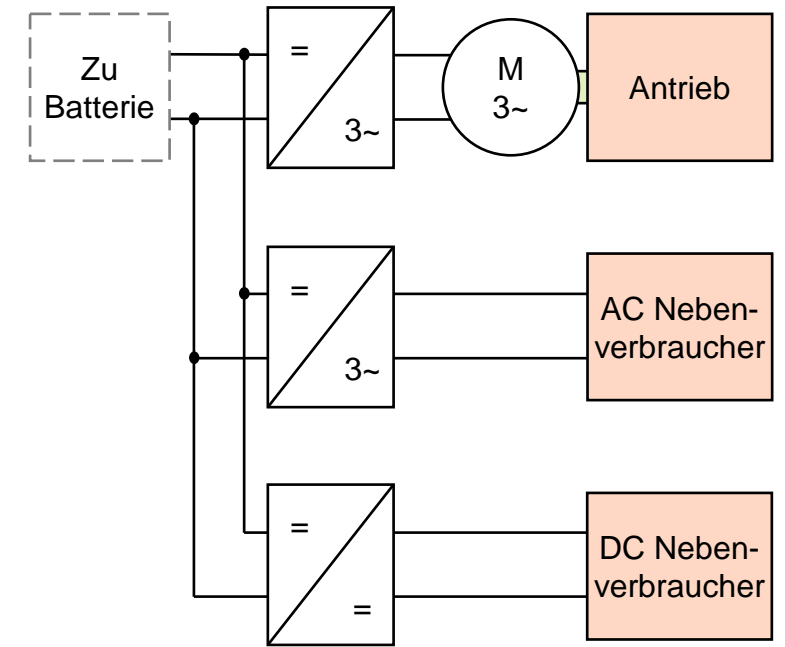 Zu
Batterie
=
3~
M
3~
Antrieb
=
3~
AC Neben-
verbraucher
=
=
DC Neben-
verbraucher